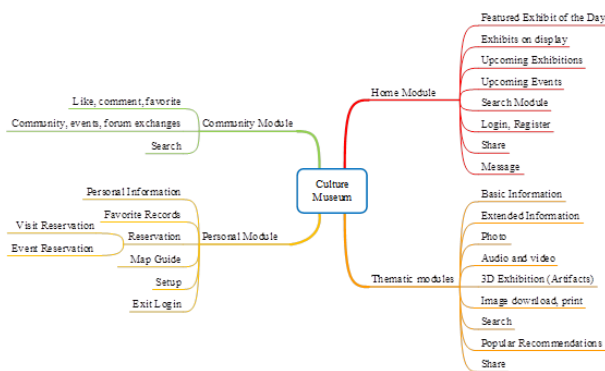 Featured Exhibit of the Day
Exhibits on display
Upcoming Exhibitions
Upcoming Events
Home Module
Search Module
Login, Register
Share
Message
Like, comment, favorite
Community, events, forum exchanges
Community Module
Search
Culture
Museum
Personal Information
Favorite Records
Visit Reservation
Reservation
Personal Module
Event Reservation
Map Guide
Setup
Exit Login
Basic Information
Extended Information
Photo
Audio and video
Thematic modules
3D Exhibition (Artifacts)
Image download, print
Search
Popular Recommendations
Share